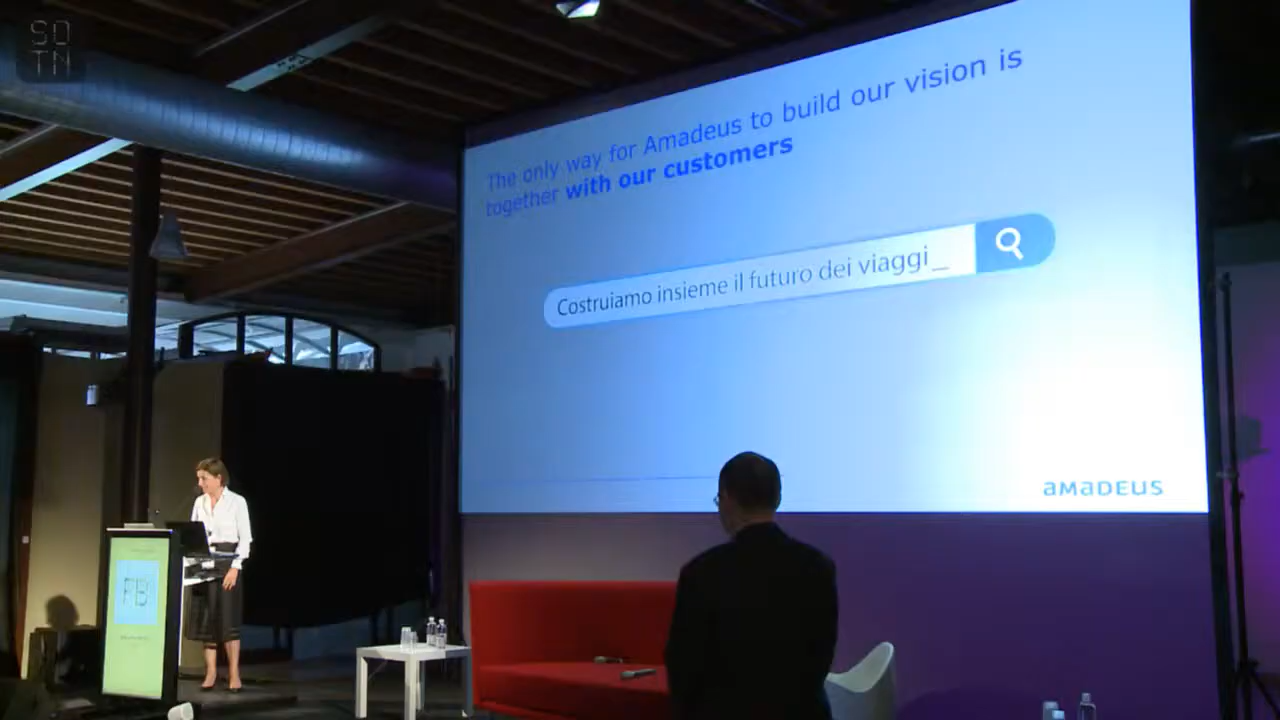 SO
TN
The only way for Amadeus to build our vision is
together with our customers
Costruiamo insieme il futuro dei viaggi_
amaDEUS
FB